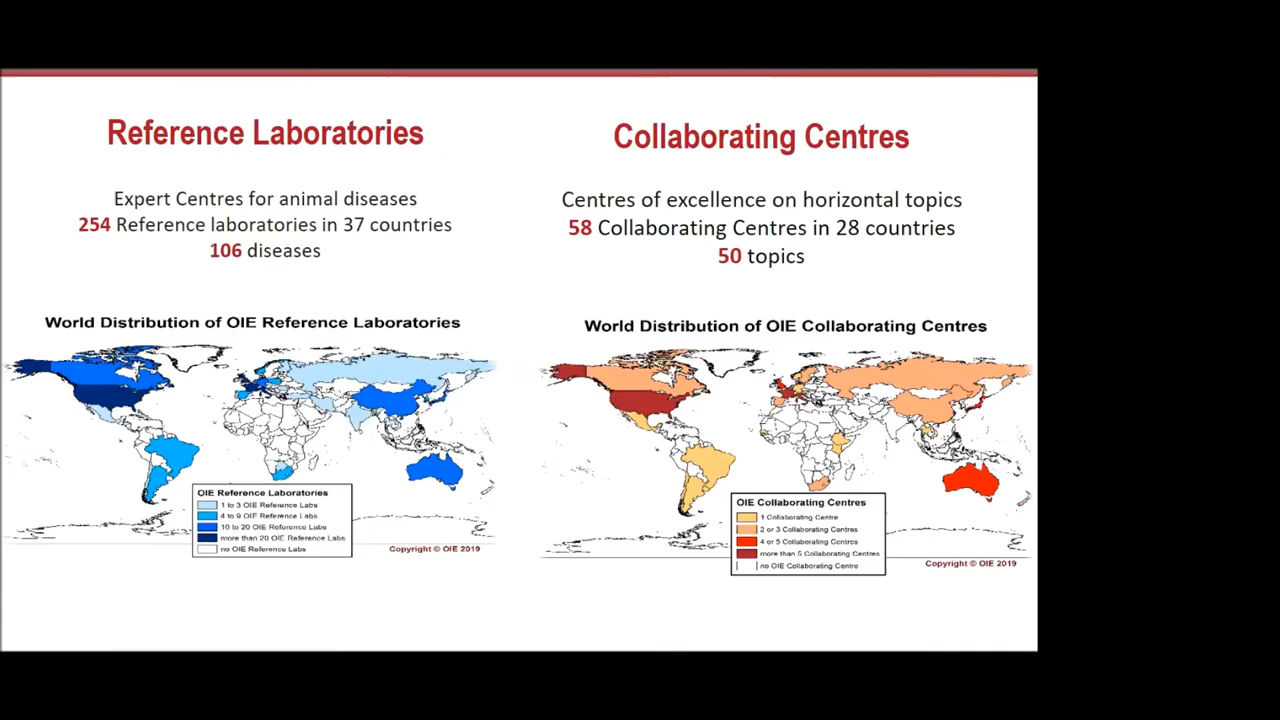 Reference Laboratories
Expert Centres for animal diseases
254 Reference laboratories in 37 countries
106 diseases
World Distribution of OIE Reference Laboratories
OIE Reference Laboratories
1 to 3 OIE Reference Labs
4 to 9 OIE Reference Labs
10 to 20 OIE Reference Labs
more than 20 OIE Reference Labs
no OIE Reference Labs
Copyright © OIE 2019
Collaborating Centres
Centres of excellence on horizontal topics
58 Collaborating Centres in 28 countries
50 topics
World Distribution of OIE Collaborating Centres
OIE Collaborating Centres
1 Collaborating Centre
2 or 3 Collaborating Centres
4 or 5 Collaborating Centres
more than 5 Collaborating Centres
no OIE Collaborating Centre
Copyright © OIE 2019